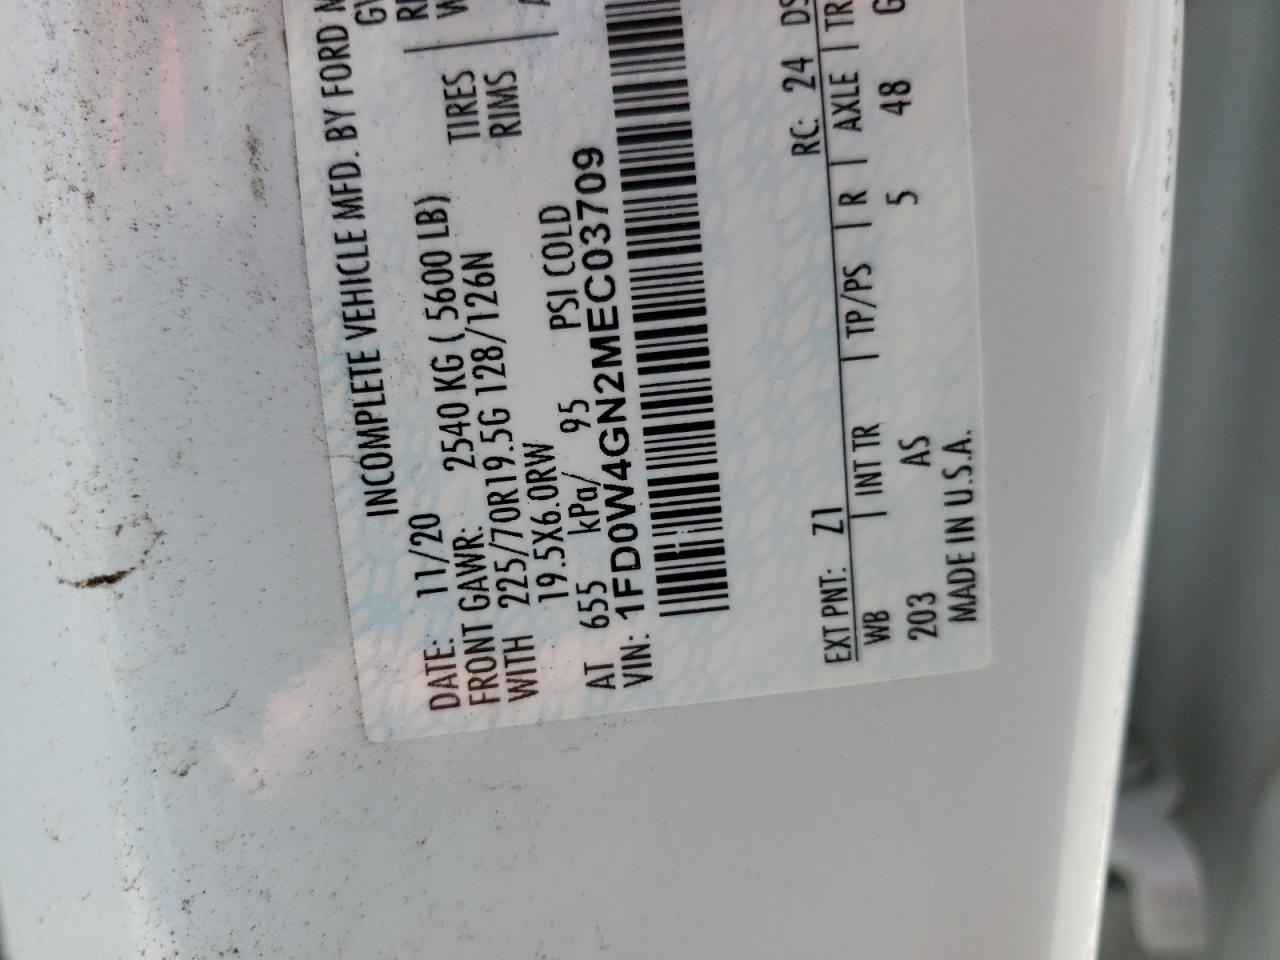 INCOMPLETE VEHICLE MFD. BY FORD
DATE: 11/20
FRONT GAWR: 2540 KG ( 5600 LB)
WITH 225/70R19.5G 128/126N TIRES
19.5X6.0RW RIMS
AT 655 kPa/ 95 PSI COLD
VIN: 1FD0W4GN2MEC03709
EXT PNT: Z1 RC: 24
WB | INT TR | TP/PS | R | AXLE | TR
203 AS 5 48
MADE IN U.S.A.